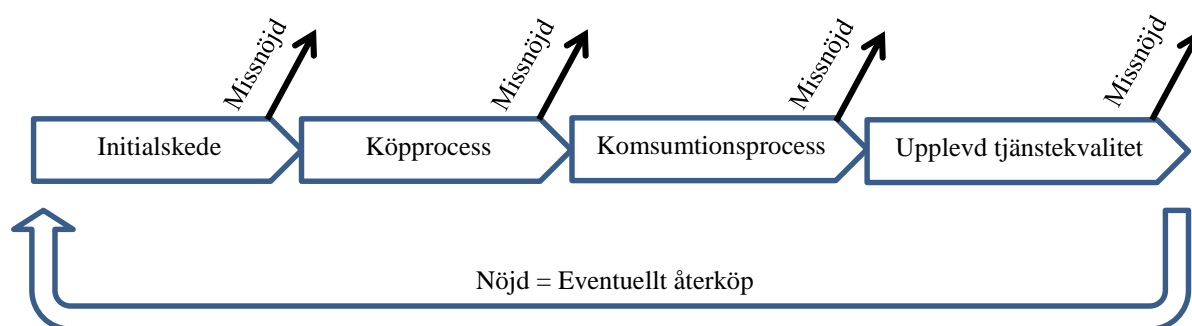 Missnöjd
Missnöjd
Missnöjd
Missnöjd
Initialskede
Köpprocess
Komsumtionsprocess
Upplevd tjänstekvalitet
Nöjd = Eventuellt återköp